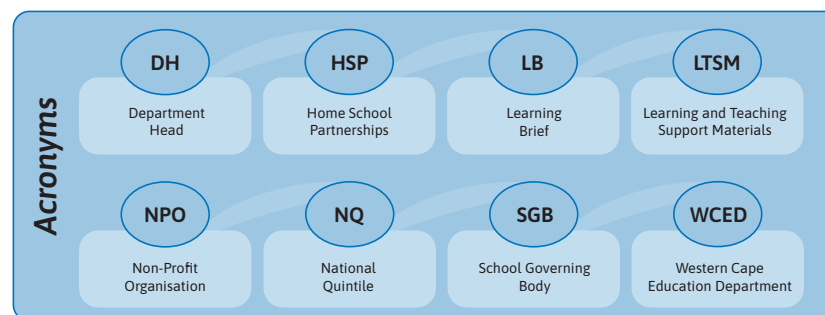 Acronyms
DH
HSP
LB
LTSM
Department
Head
Home School
Partnerships
Learning
Brief
Learning and Teaching
Support Materials
NPO
NQ
SGB
WCED
Non-Profit
Organisation
National
Quintile
School Governing
Body
Western Cape
Education Department